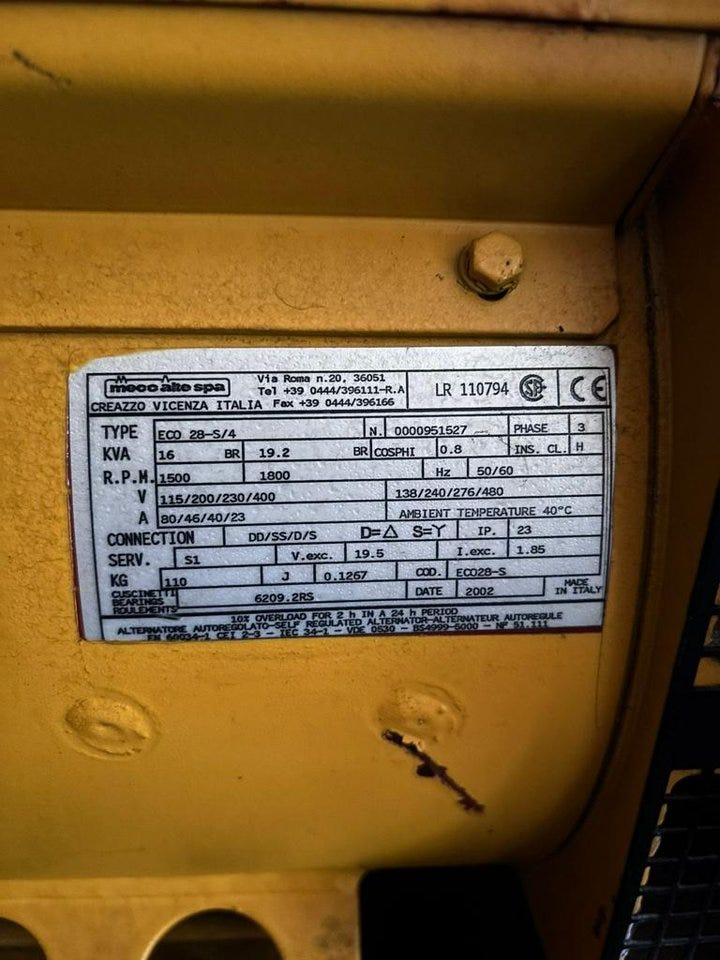 mecc alte spa
Via Roma n.20, 36051
Tel +39 0444/396111-R.A
CREAZZO VICENZA ITALIA Fax +39 0444/396166
LR 110794 SP CE
TYPE ECO 28-S/4 N. 0000951527 PHASE 3
KVA 16 BR 19.2 BR COSPHI 0.8 INS. CL. H
R.P.M. 1500 1800 Hz 50/60
V 115/200/230/400 138/240/276/480
A 80/46/40/23 AMBIENT TEMPERATURE 40°C
CONNECTION DD/SS/D/S D=△ S=Y IP. 23
SERV. S1 V.exc. 19.5 I.exc. 1.85
KG 110 J 0.1267 COD. ECO28-S
CUSCINETTI
BEARINGS 6209.2RS DATE 2002 MADE IN ITALY
ROULEMENTS
10% OVERLOAD FOR 2 h IN A 24 h PERIOD
ALTERNATORE AUTOREGOLATO-SELF REGULATED ALTERNATOR-ALTERNATEUR AUTOREGULE
EN 60034-1 CEI 2-3 - IEC 34-1 - VDE 0530 - BS4999-5000 - NF 51.111